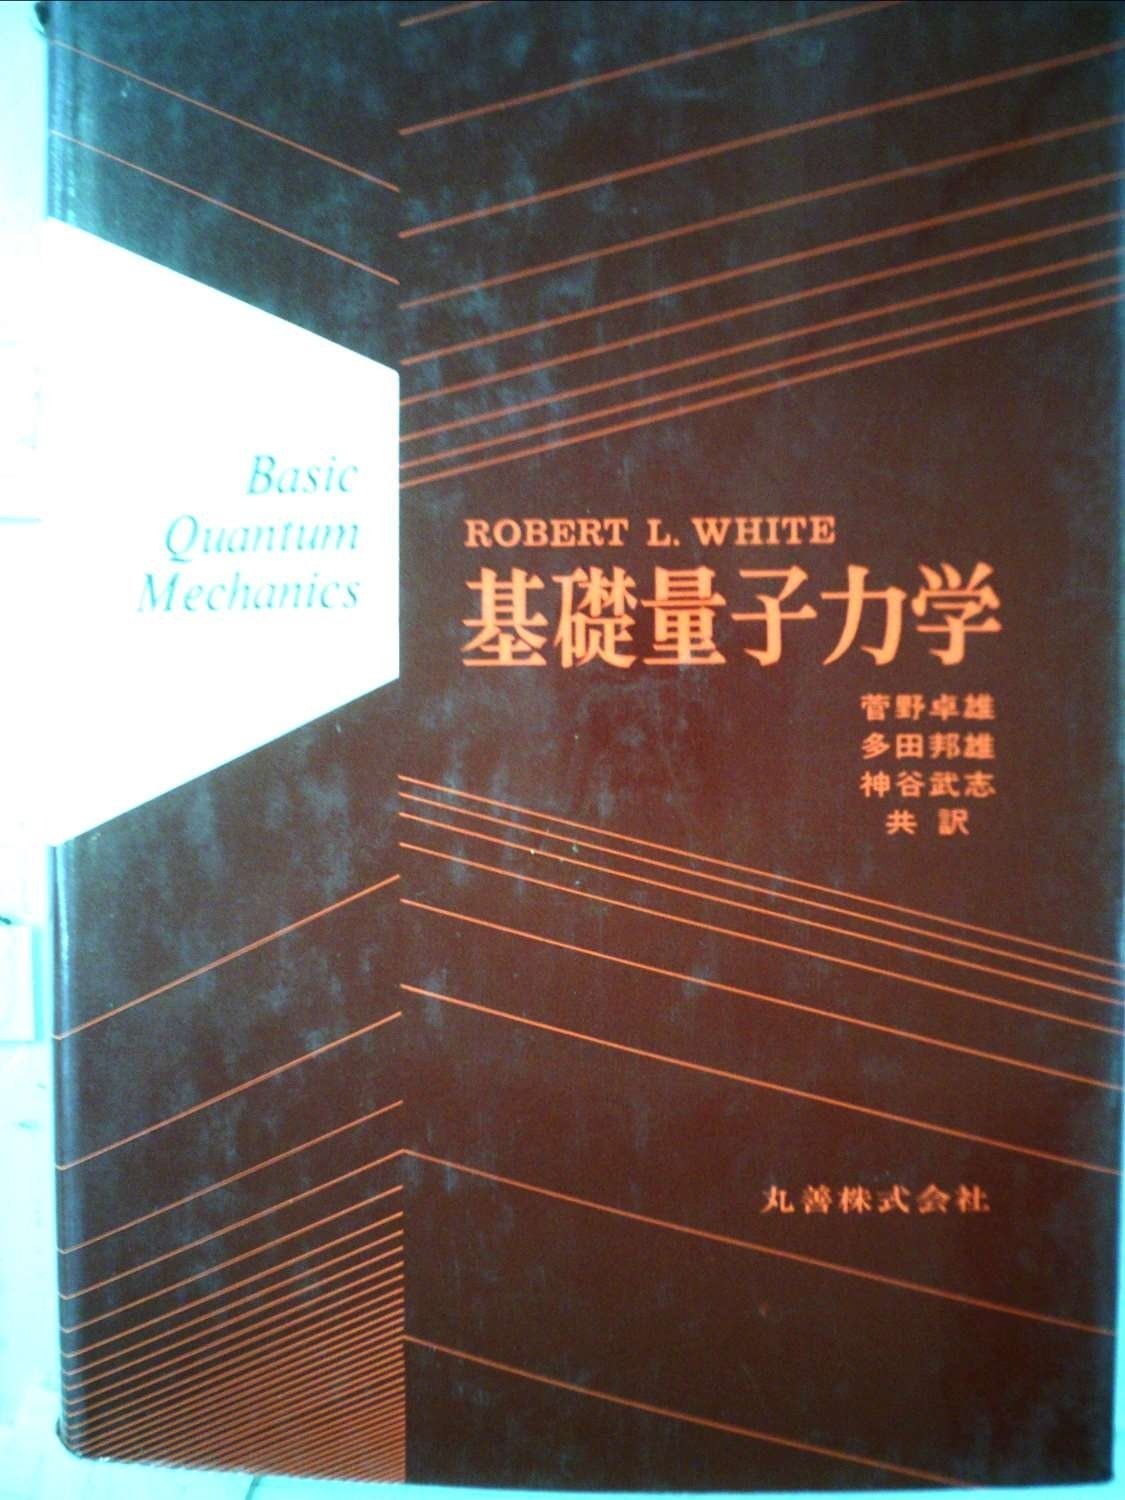 Basic
Quantum
Mechanics
ROBERT L. WHITE
基礎量子力学
菅野卓雄
多田邦雄
神谷武志
共訳
丸善株式会社